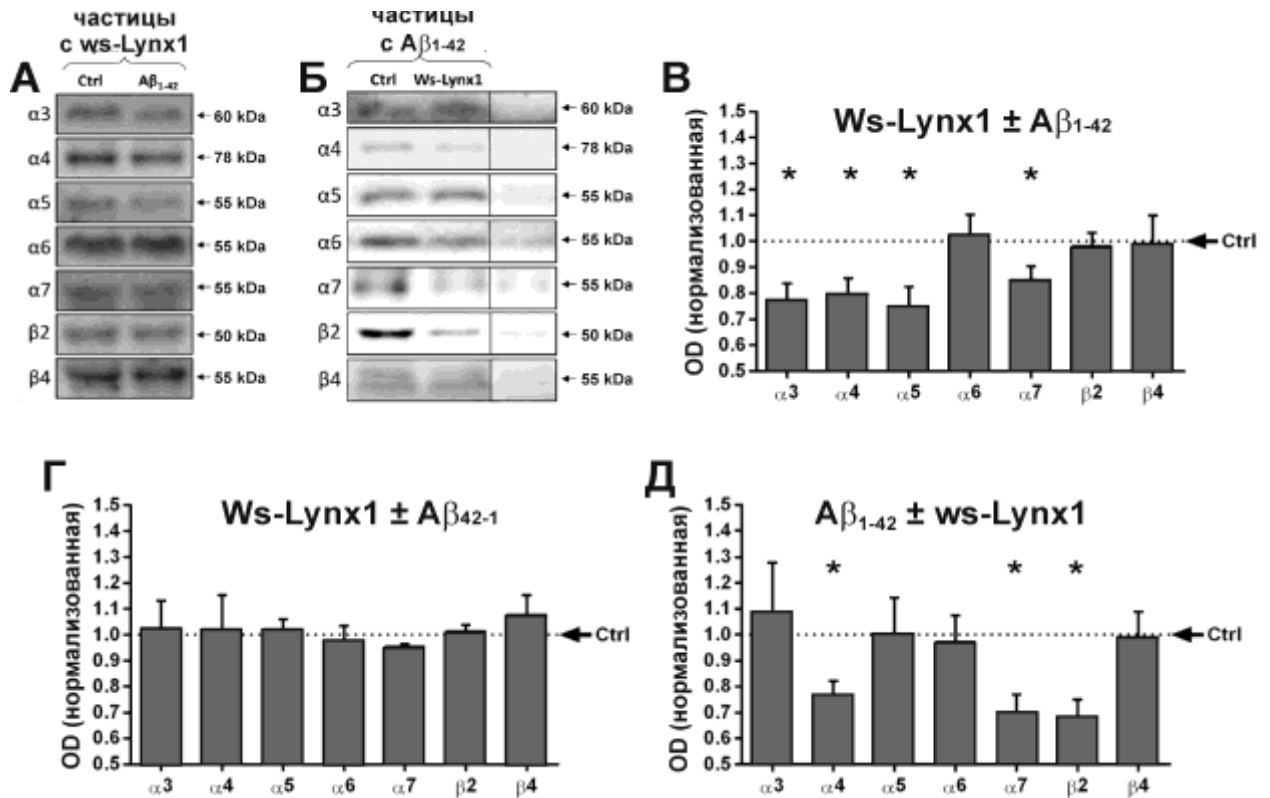 частицы
с ws-Lynx1
А
Ctrl Aβ1-42
α3 ← 60 kDa
α4 ← 78 kDa
α5 ← 55 kDa
α6 ← 55 kDa
α7 ← 55 kDa
β2 ← 50 kDa
β4 ← 55 kDa
частицы
с Aβ1-42
Б
Ctrl Ws-Lynx1
α3 ← 60 kDa
α4 ← 78 kDa
α5 ← 55 kDa
α6 ← 55 kDa
α7 ← 55 kDa
β2 ← 50 kDa
β4 ← 55 kDa
В
Ws-Lynx1 ± Aβ1-42
OD (нормализованная)
1.5
1.4
1.3
1.2
1.1
1.0
0.9
0.8
0.7
0.6
0.5
* * * *
Ctrl
α3 α4 α5 α6 α7 β2 β4
Г
Ws-Lynx1 ± Aβ42-1
OD (нормализованная)
1.5
1.4
1.3
1.2
1.1
1.0
0.9
0.8
0.7
0.6
0.5
Ctrl
α3 α4 α5 α6 α7 β2 β4
Д
Aβ1-42 ± ws-Lynx1
OD (нормализованная)
1.5
1.4
1.3
1.2
1.1
1.0
0.9
0.8
0.7
0.6
0.5
* * *
Ctrl
α3 α4 α5 α6 α7 β2 β4